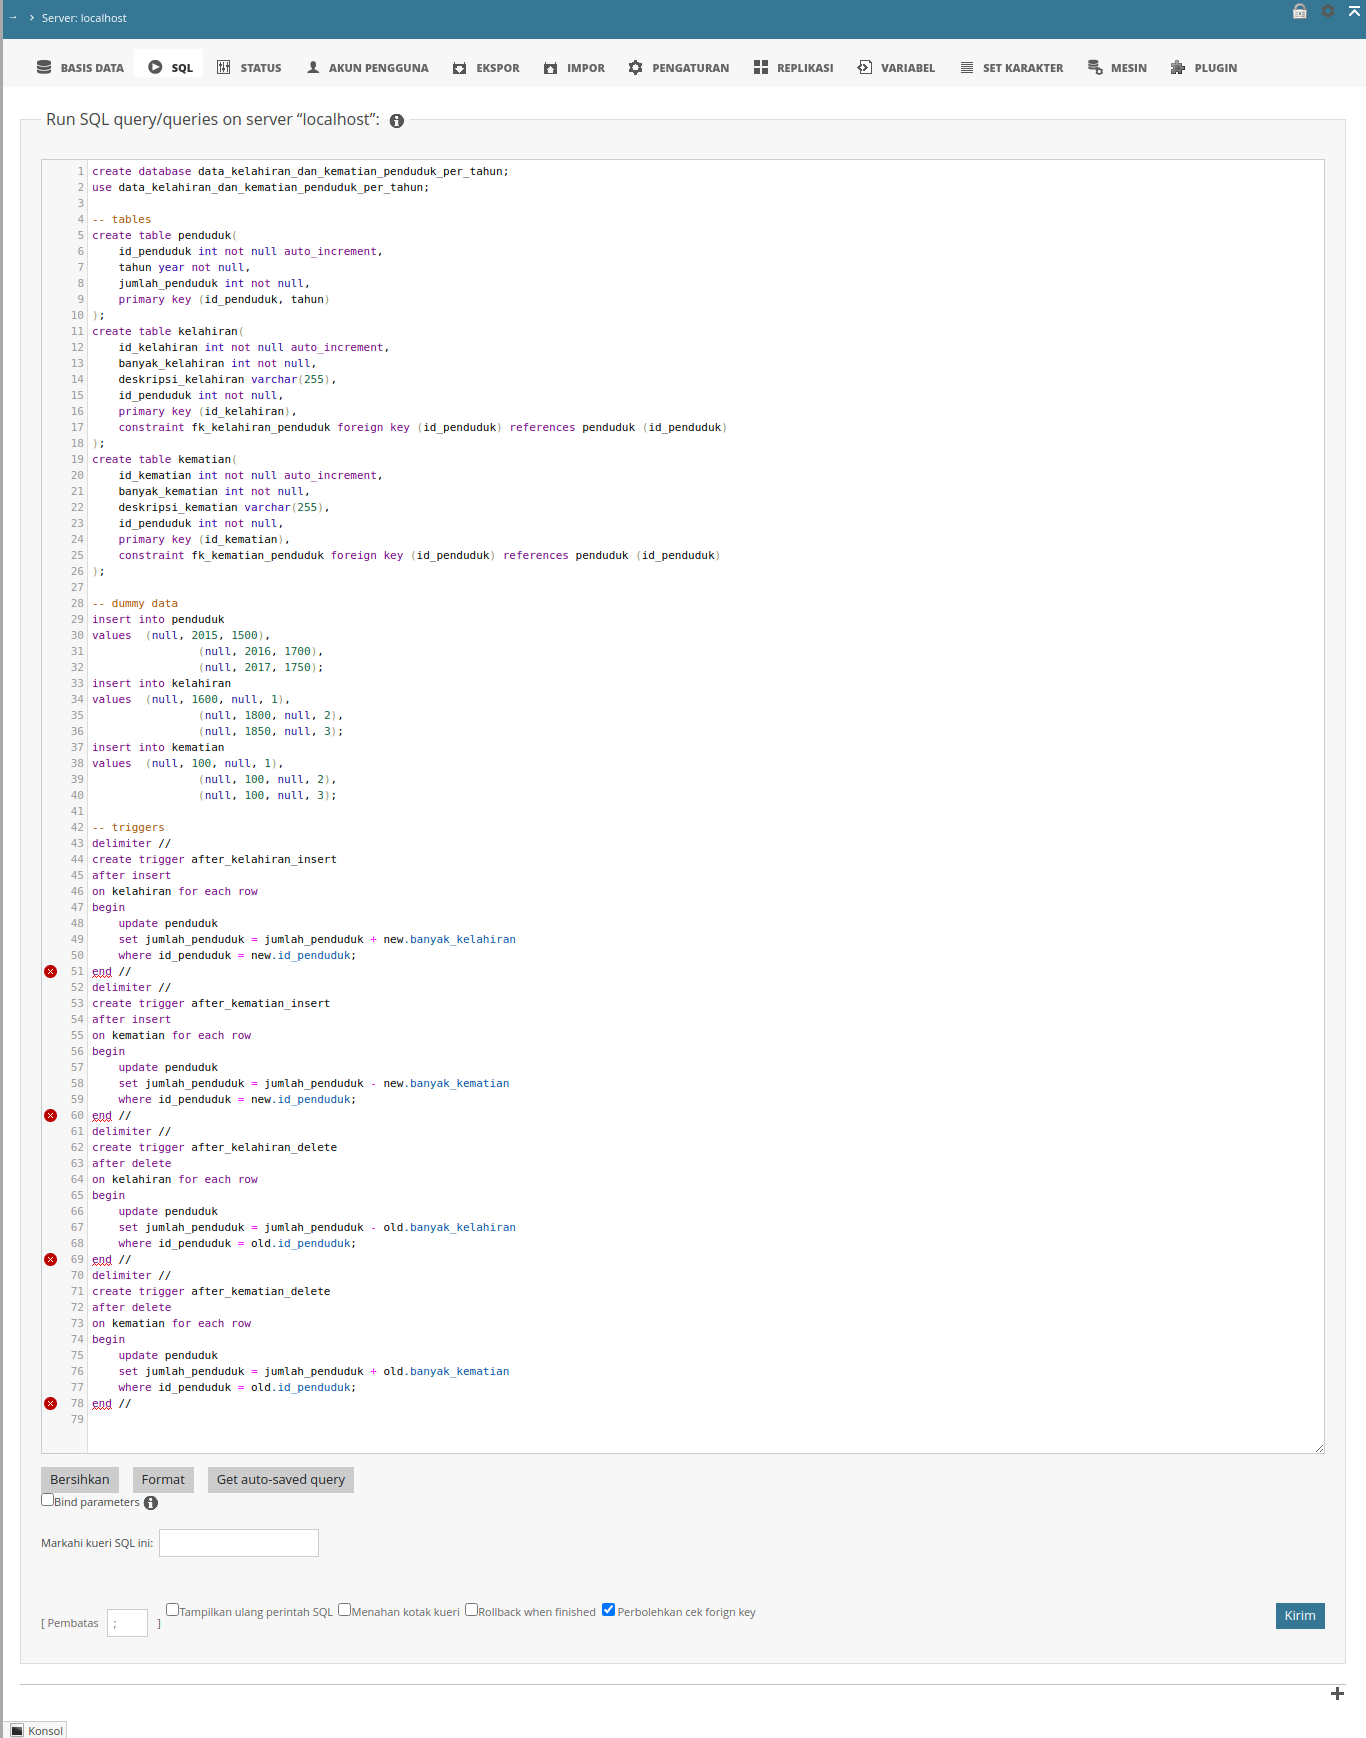 Server: localhost
BASIS DATA SQL STATUS AKUN PENGGUNA EKSPOR IMPOR PENGATURAN REPLIKASI VARIABEL SET KARAKTER MESIN PLUGIN
Run SQL query/queries on server “localhost”:
1 create database data_kelahiran_dan_kematian_penduduk_per_tahun;
2 use data_kelahiran_dan_kematian_penduduk_per_tahun;
3
4 -- tables
5 create table penduduk(
6     id_penduduk int not null auto_increment,
7     tahun year not null,
8     jumlah_penduduk int not null,
9     primary key (id_penduduk, tahun)
10 );
11 create table kelahiran(
12     id_kelahiran int not null auto_increment,
13     banyak_kelahiran int not null,
14     deskripsi_kelahiran varchar(255),
15     id_penduduk int not null,
16     primary key (id_kelahiran),
17     constraint fk_kelahiran_penduduk foreign key (id_penduduk) references penduduk (id_penduduk)
18 );
19 create table kematian(
20     id_kematian int not null auto_increment,
21     banyak_kematian int not null,
22     deskripsi_kematian varchar(255),
23     id_penduduk int not null,
24     primary key (id_kematian),
25     constraint fk_kematian_penduduk foreign key (id_penduduk) references penduduk (id_penduduk)
26 );
27
28 -- dummy data
29 insert into penduduk
30 values  (null, 2015, 1500),
31                 (null, 2016, 1700),
32                 (null, 2017, 1750);
33 insert into kelahiran
34 values  (null, 1600, null, 1),
35                 (null, 1800, null, 2),
36                 (null, 1850, null, 3);
37 insert into kematian
38 values  (null, 100, null, 1),
39                 (null, 100, null, 2),
40                 (null, 100, null, 3);
41
42 -- triggers
43 delimiter //
44 create trigger after_kelahiran_insert
45 after insert
46 on kelahiran for each row
47 begin
48     update penduduk
49     set jumlah_penduduk = jumlah_penduduk + new.banyak_kelahiran
50     where id_penduduk = new.id_penduduk;
51 end //
52 delimiter //
53 create trigger after_kematian_insert
54 after insert
55 on kematian for each row
56 begin
57     update penduduk
58     set jumlah_penduduk = jumlah_penduduk - new.banyak_kematian
59     where id_penduduk = new.id_penduduk;
60 end //
61 delimiter //
62 create trigger after_kelahiran_delete
63 after delete
64 on kelahiran for each row
65 begin
66     update penduduk
67     set jumlah_penduduk = jumlah_penduduk - old.banyak_kelahiran
68     where id_penduduk = old.id_penduduk;
69 end //
70 delimiter //
71 create trigger after_kematian_delete
72 after delete
73 on kematian for each row
74 begin
75     update penduduk
76     set jumlah_penduduk = jumlah_penduduk + old.banyak_kematian
77     where id_penduduk = old.id_penduduk;
78 end //
79
Bersihkan Format Get auto-saved query
Bind parameters
Markahi kueri SQL ini:
[ Pembatas ; ] Tampilkan ulang perintah SQL Menahan kotak kueri Rollback when finished Perbolehkan cek forign key Kirim
Konsol